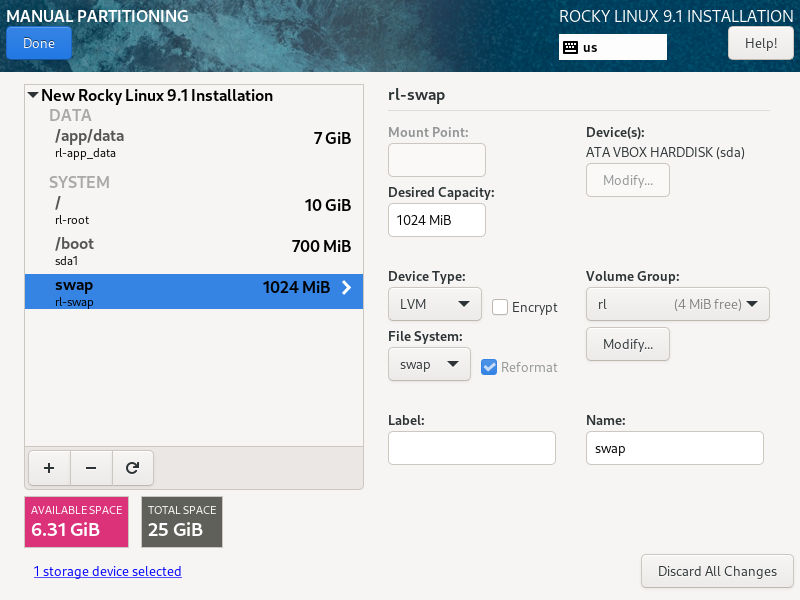 MANUAL PARTITIONING
ROCKY LINUX 9.1 INSTALLATION
Done
us
Help!
New Rocky Linux 9.1 Installation
DATA
/app/data
7 GiB
rl-app_data
SYSTEM
/
10 GiB
rl-root
/boot
700 MiB
sda1
swap
1024 MiB
rl-swap
+ −
AVAILABLE SPACE
6.31 GiB
TOTAL SPACE
25 GiB
1 storage device selected
rl-swap
Mount Point:
Device(s):
ATA VBOX HARDDISK (sda)
Modify...
Desired Capacity:
1024 MiB
Device Type:
Volume Group:
LVM
Encrypt
rl (4 MiB free)
File System:
Modify...
swap
Reformat
Label:
Name:
swap
Discard All Changes